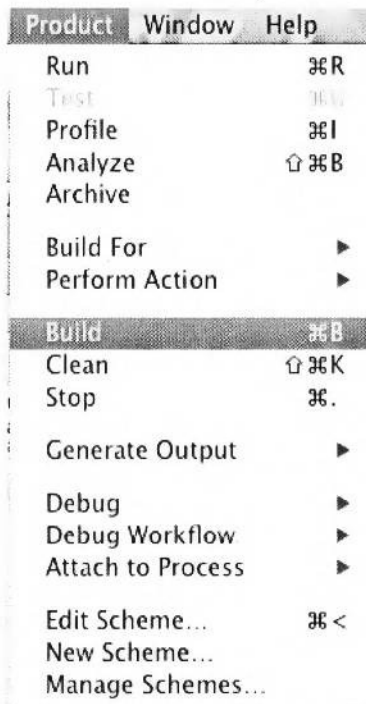 Product Window Help
Run ⌘R
Test
Profile ⌘I
Analyze ⇧⌘B
Archive
Build For ▶
Perform Action ▶
Build ⌘B
Clean ⇧⌘K
Stop ⌘.
Generate Output ▶
Debug ▶
Debug Workflow ▶
Attach to Process ▶
Edit Scheme... ⌘<
New Scheme...
Manage Schemes...